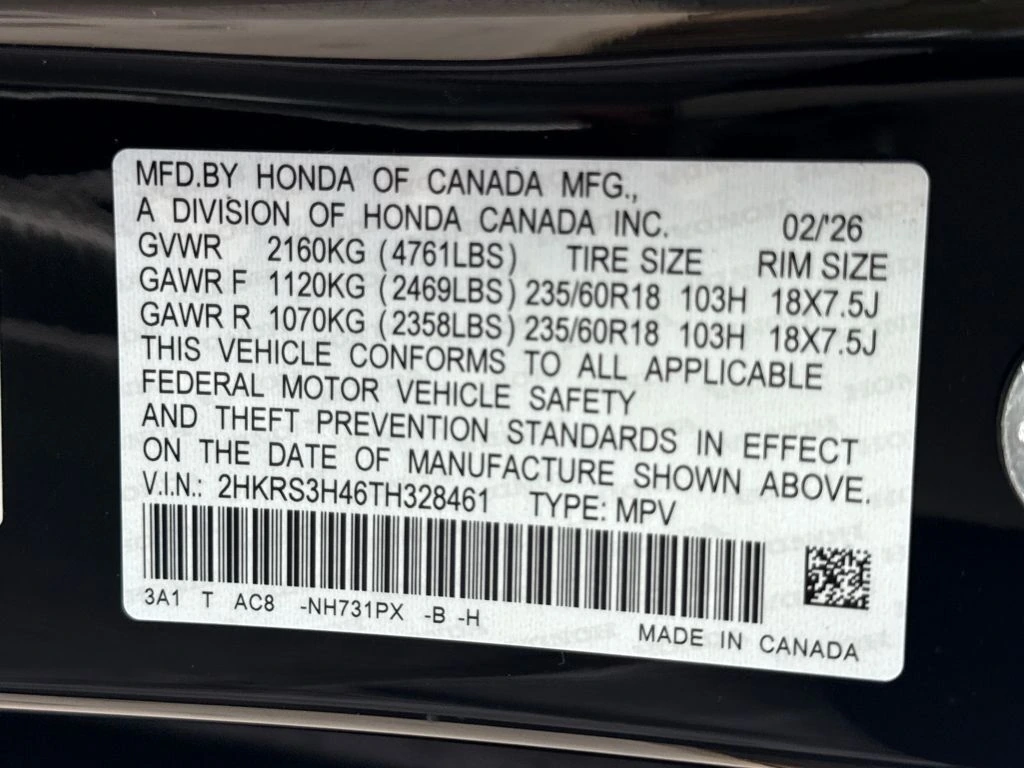 MFD.BY HONDA OF CANADA MFG.,
A DIVISION OF HONDA CANADA INC. 02/'26
GVWR 2160KG (4761LBS) TIRE SIZE RIM SIZE
GAWR F 1120KG (2469LBS) 235/60R18 103H 18X7.5J
GAWR R 1070KG (2358LBS) 235/60R18 103H 18X7.5J
THIS VEHICLE CONFORMS TO ALL APPLICABLE
FEDERAL MOTOR VEHICLE SAFETY
AND THEFT PREVENTION STANDARDS IN EFFECT
ON THE DATE OF MANUFACTURE SHOWN ABOVE.
V.I.N.: 2HKRS3H46TH328461 TYPE: MPV
3A1 T AC8 -NH731PX -B -H
MADE IN CANADA